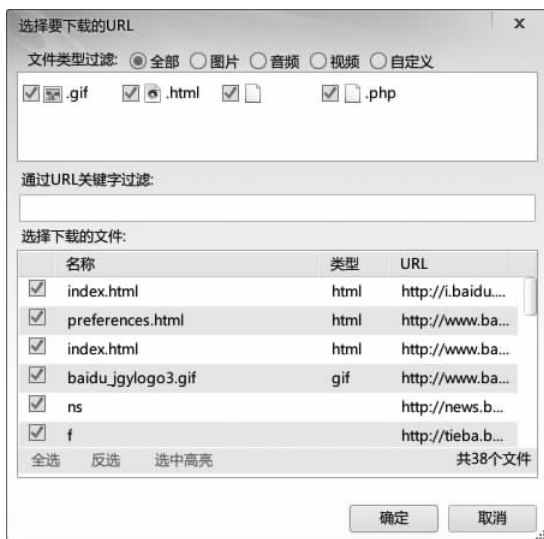 选择要下载的URL x
文件类型过滤: 全部 图片 音频 视频 自定义
.gif .html .php
通过URL关键字过滤:
选择下载的文件:
名称 类型 URL
index.html html http://i.baidu....
preferences.html html http://www.ba...
index.html html http://www.ba...
baidu_jgylogo3.gif gif http://www.ba...
ns http://news.b...
f http://tieba.b...
全选 反选 选中高亮 共38个文件
确定 取消